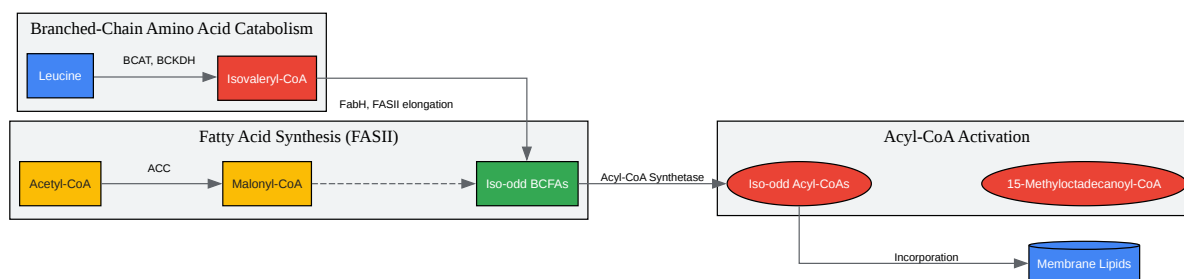 Branched-Chain Amino Acid Catabolism
Leucine
BCAT, BCKDH
Isovaleryl-CoA
FabH, FASII elongation
Fatty Acid Synthesis (FASII)
Acetyl-CoA
ACC
Malonyl-CoA
Iso-odd BCFAs
Acyl-CoA Synthetase
Acyl-CoA Activation
Iso-odd Acyl-CoAs
15-Methyloctadecanoyl-CoA
Incorporation
Membrane Lipids